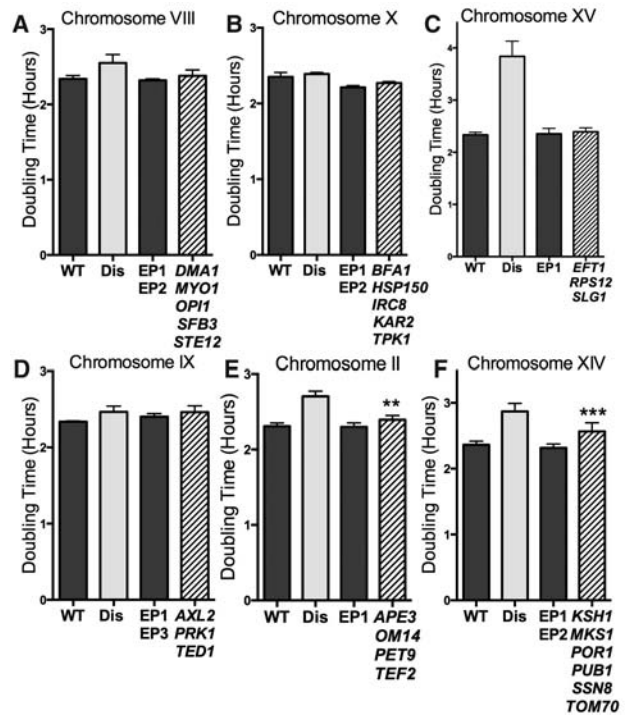 A Chromosome VIII
Doubling Time (Hours)
3
2
1
0
WT Dis EP1 DMA1
EP2 MYO1
OPI1
SFB3
STE12
B Chromosome X
Doubling Time (Hours)
3
2
1
0
WT Dis EP1 BFA1
EP2 HSP150
IRC8
KAR2
TPK1
C Chromosome XV
Doubling Time (Hours)
4
3
2
1
0
WT Dis EP1 EFT1
RPS12
SLG1
D Chromosome IX
Doubling Time (Hours)
3
2
1
0
WT Dis EP1 AXL2
EP3 PRK1
TED1
E Chromosome II
Doubling Time (Hours)
3
2
1
0
**
WT Dis EP1 APE3
OM14
PET9
TEF2
F Chromosome XIV
Doubling Time (Hours)
3
2
1
0
***
WT Dis EP1 KSH1
EP2 MKS1
POR1
PUB1
SSN8
TOM70